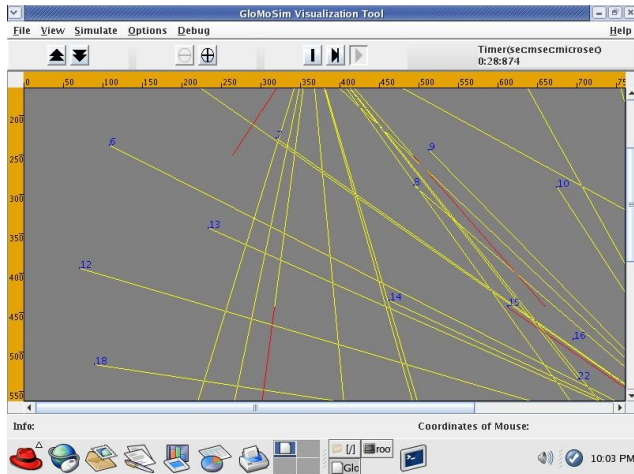 GloMoSim Visualization Tool
File View Simulate Options Debug Help
Timer(sec:msec:microsec)
0:28:874
0 50 100 150 200 250 300 350 400 450 500 550 600 650 700 75
200
250
300
350
400
450
500
550
6
7
9
8
10
13
12
14
15
16
18
22
Info: Coordinates of Mouse:
[/] roo
Glo
10:03 PM